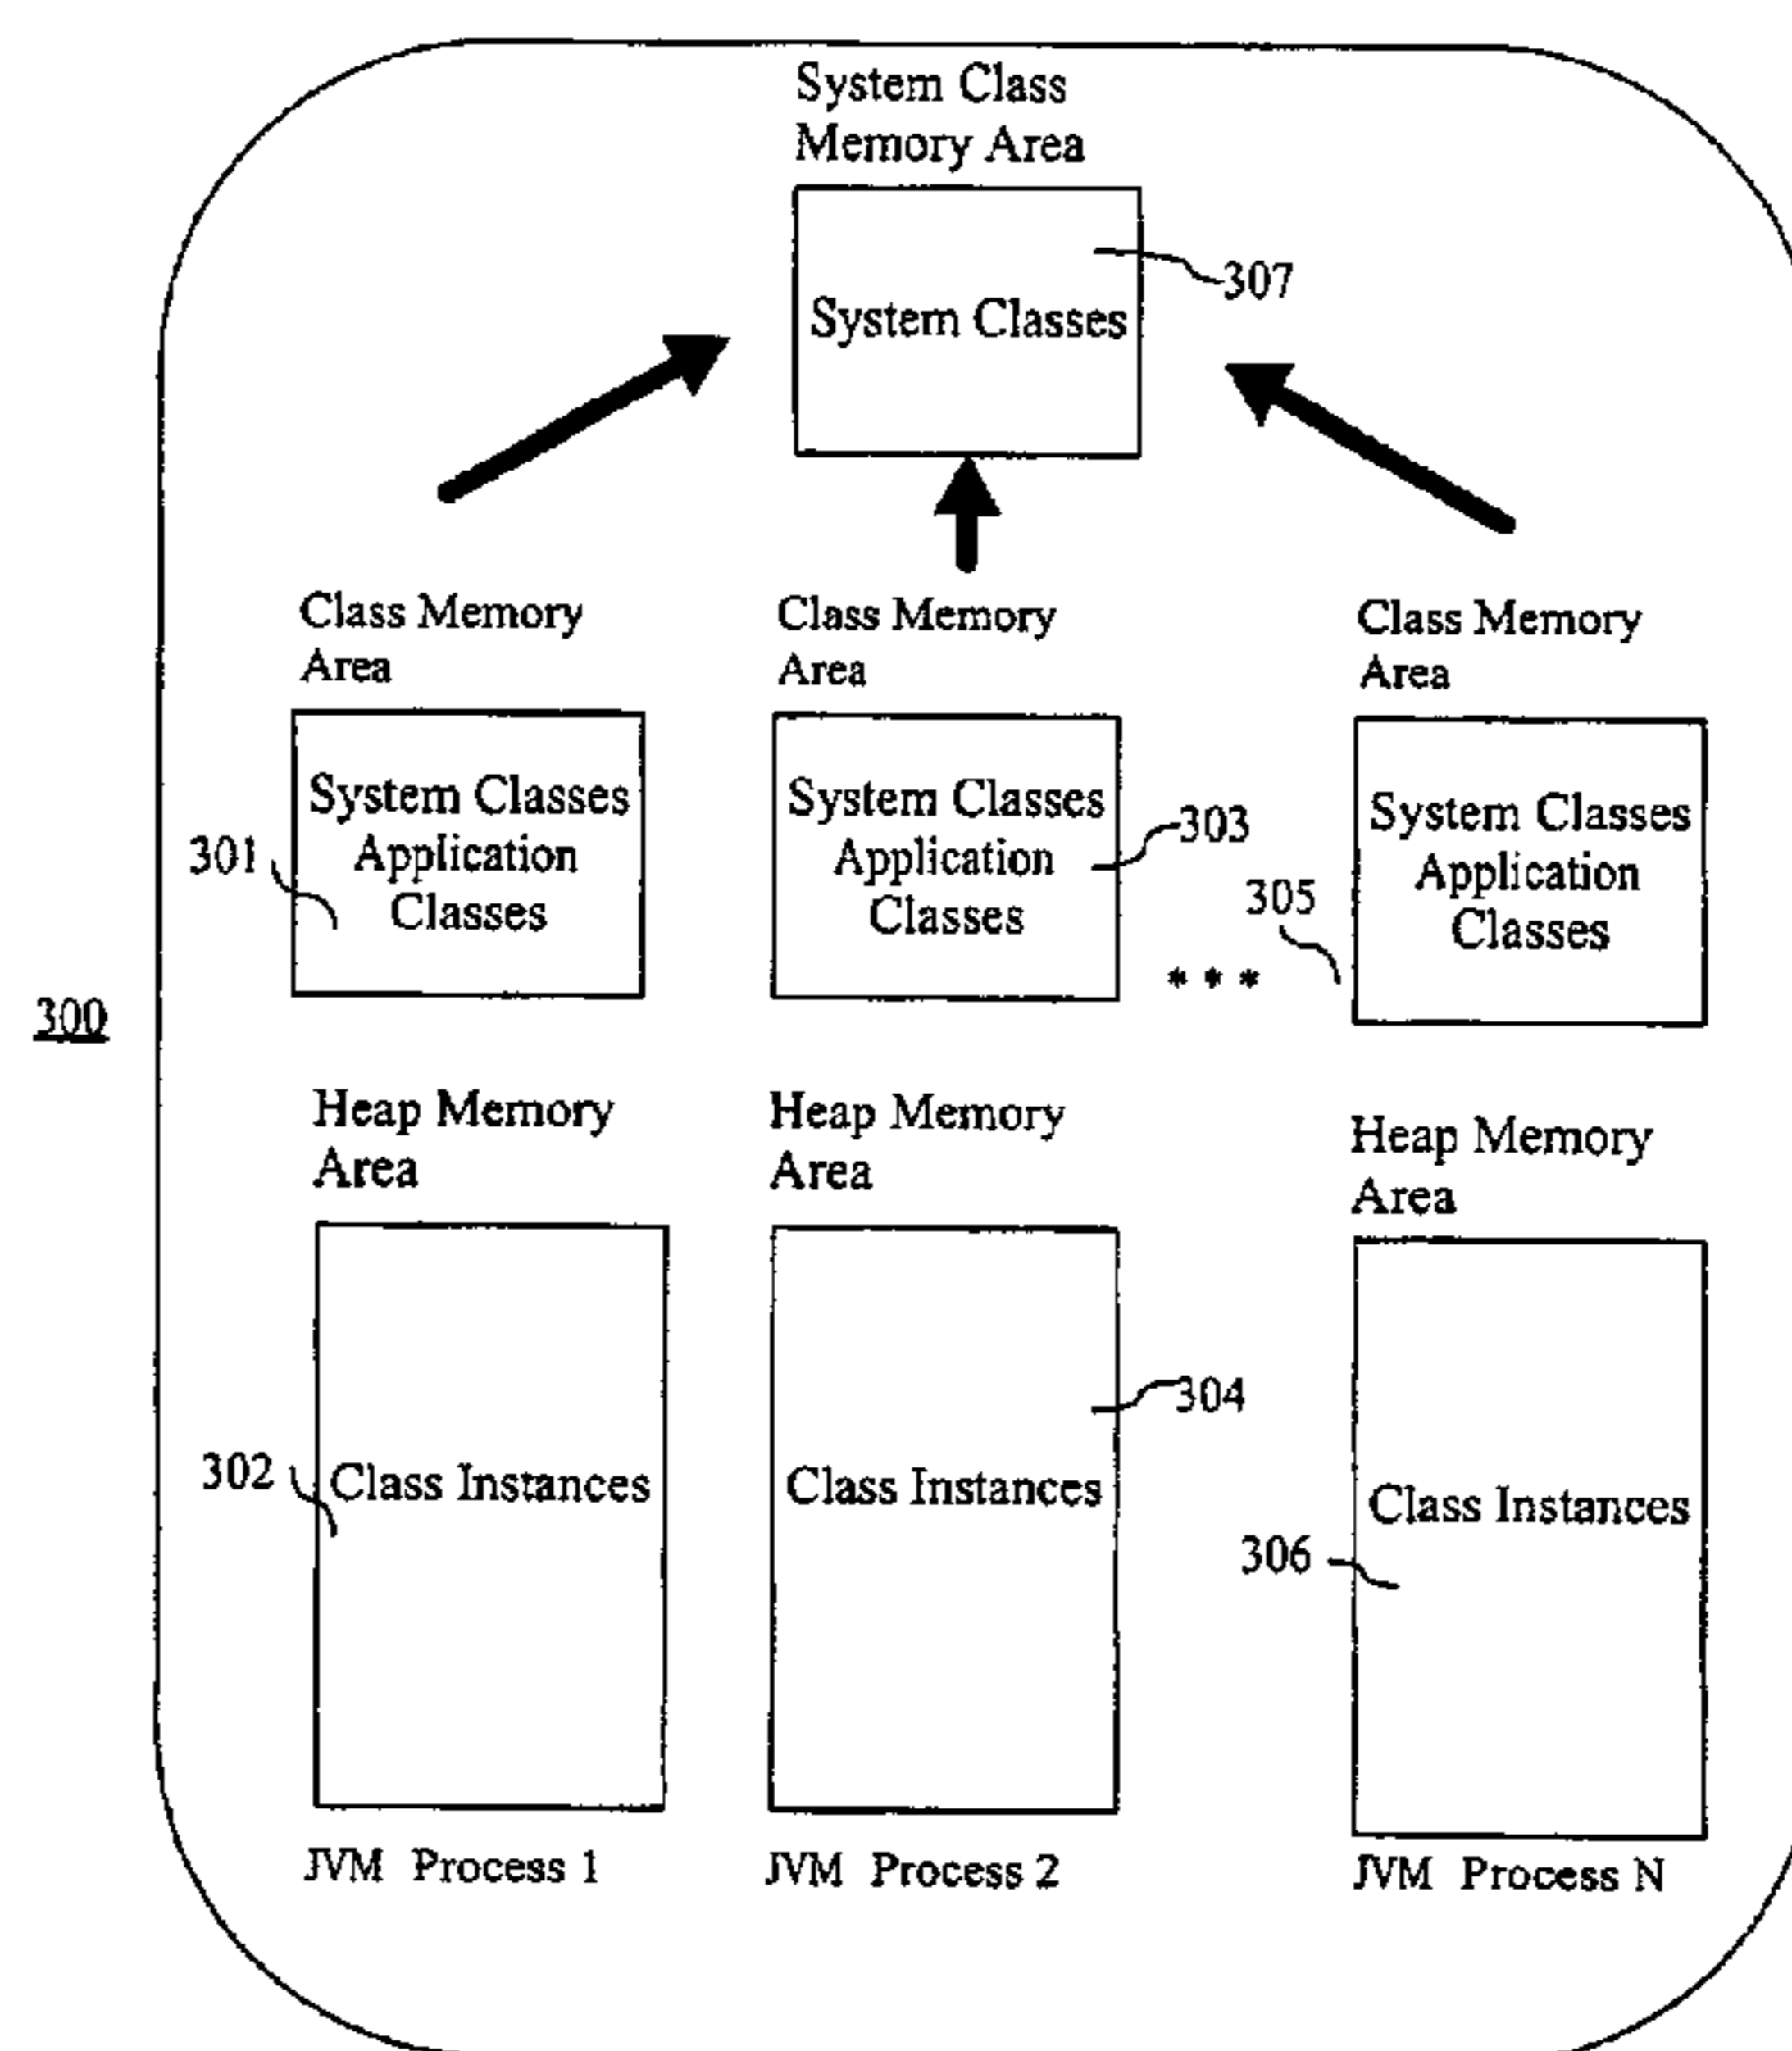 System Class
Memory Area
307
System Classes
Class Memory
Area
Class Memory
Area
Class Memory
Area
System Classes
Application
Classes
301
System Classes
Application
Classes
303
305
* * *
System Classes
Application
Classes
300
Heap Memory
Area
Heap Memory
Area
Heap Memory
Area
302
Class Instances
304
Class Instances
306
Class Instances
JVM Process 1
JVM Process 2
JVM Process N